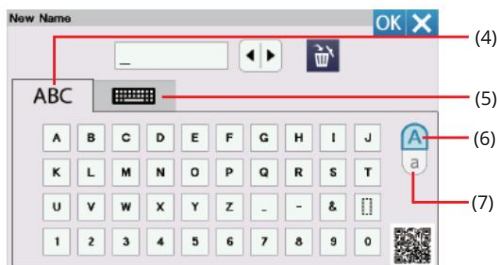 New Name
OK
(4)
_
ABC
(5)
A B C D E F G H I J
A
(6)
K L M N O P Q R S T
a
U V W X Y Z _ - & []
(7)
1 2 3 4 5 6 7 8 9 0